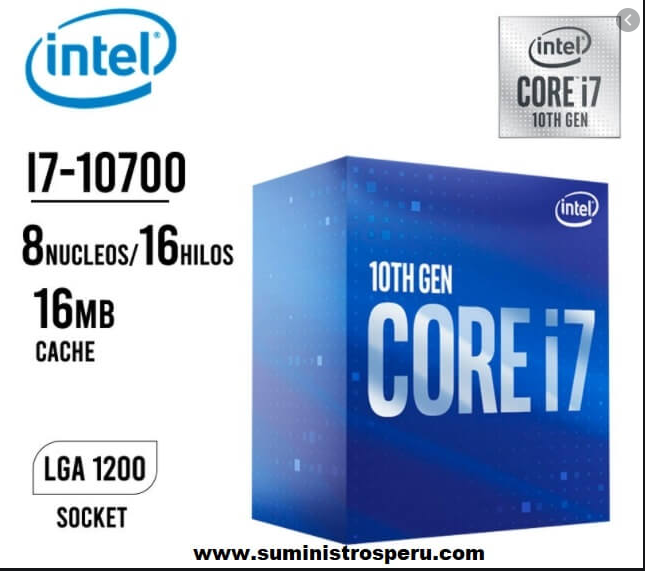 intel
intel
CORE i7
10TH GEN
I7-10700
8NUCLEOS/16HILOS
16MB
CACHE
LGA 1200
SOCKET
intel
10TH GEN
CORE i7
www.suministrosperu.com